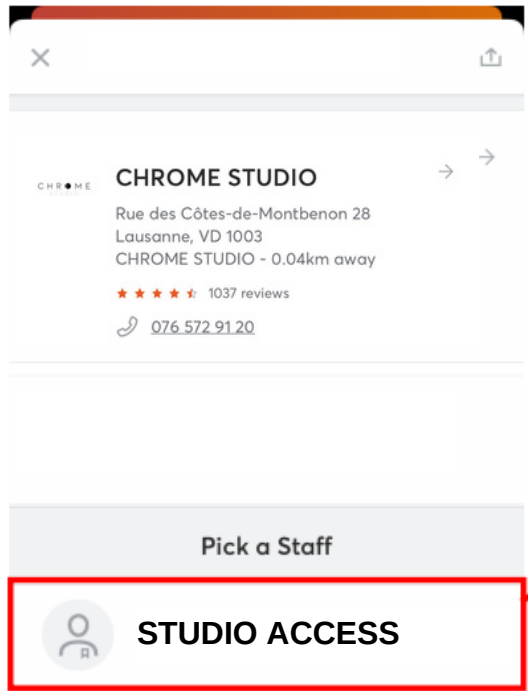 CHROME
CHROME STUDIO
Rue des Côtes-de-Montbenon 28
Lausanne, VD 1003
CHROME STUDIO - 0.04km away
1037 reviews
076 572 91 20
Pick a Staff
STUDIO ACCESS